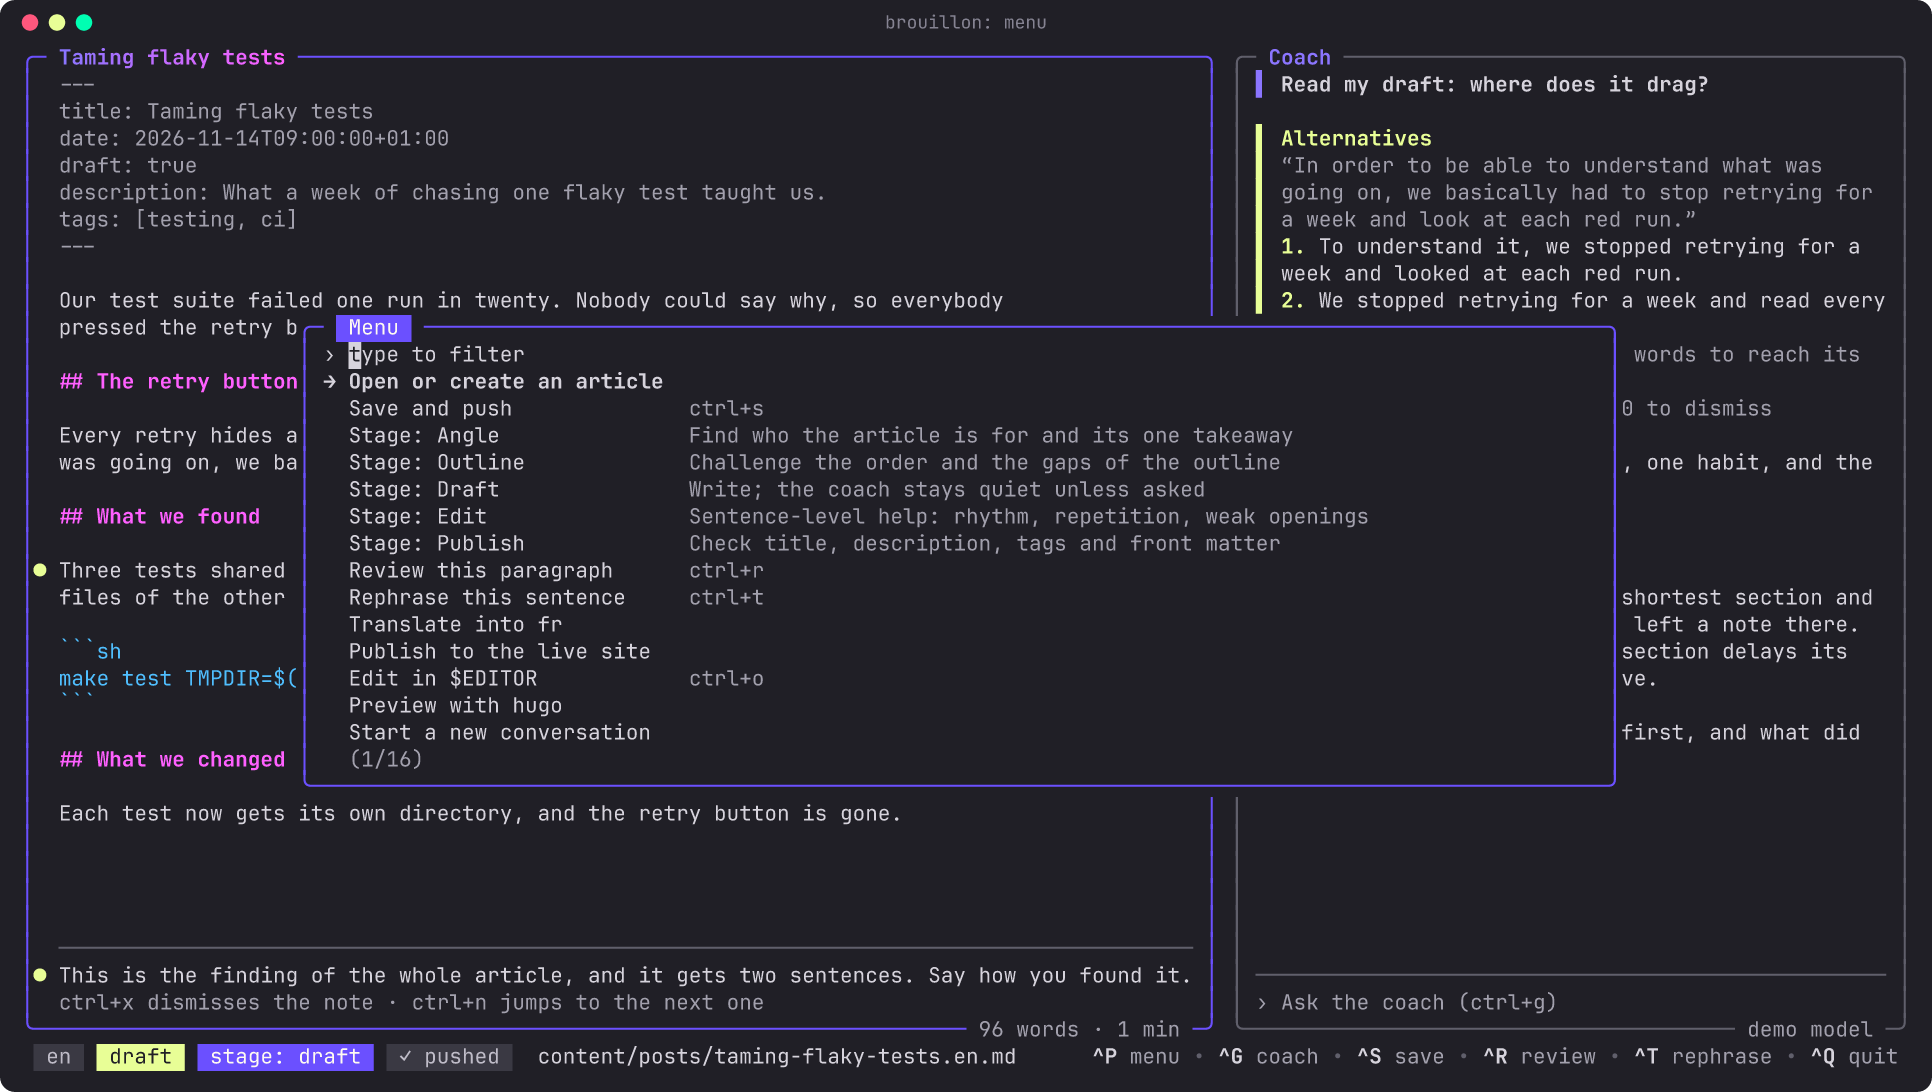 brouillon: menu
Taming flaky tests
---
title: Taming flaky tests
date: 2026-11-14T09:00:00+01:00
draft: true
description: What a week of chasing one flaky test taught us.
tags: [testing, ci]
---
Our test suite failed one run in twenty. Nobody could say why, so everybody
pressed the retry b
## The retry button
Every retry hides a
was going on, we ba
## What we found
Three tests shared
files of the other
```sh
make test TMPDIR=$(
```
## What we changed
Each test now gets its own directory, and the retry button is gone.
This is the finding of the whole article, and it gets two sentences. Say how you found it.
ctrl+x dismisses the note · ctrl+n jumps to the next one
96 words · 1 min
Menu
› type to filter
→ Open or create an article
Save and push ctrl+s
Stage: Angle Find who the article is for and its one takeaway
Stage: Outline Challenge the order and the gaps of the outline
Stage: Draft Write; the coach stays quiet unless asked
Stage: Edit Sentence-level help: rhythm, repetition, weak openings
Stage: Publish Check title, description, tags and front matter
Review this paragraph ctrl+r
Rephrase this sentence ctrl+t
Translate into fr
Publish to the live site
Edit in $EDITOR ctrl+o
Preview with hugo
Start a new conversation
(1/16)
Coach
Read my draft: where does it drag?
Alternatives
“In order to be able to understand what was
going on, we basically had to stop retrying for
a week and look at each red run.”
1. To understand it, we stopped retrying for a
week and looked at each red run.
2. We stopped retrying for a week and read every
words to reach its
0 to dismiss
, one habit, and the
shortest section and
left a note there.
section delays its
ve.
first, and what did
› Ask the coach (ctrl+g)
demo model
en draft stage: draft ✓ pushed content/posts/taming-flaky-tests.en.md ^P menu • ^G coach • ^S save • ^R review • ^T rephrase • ^Q quit